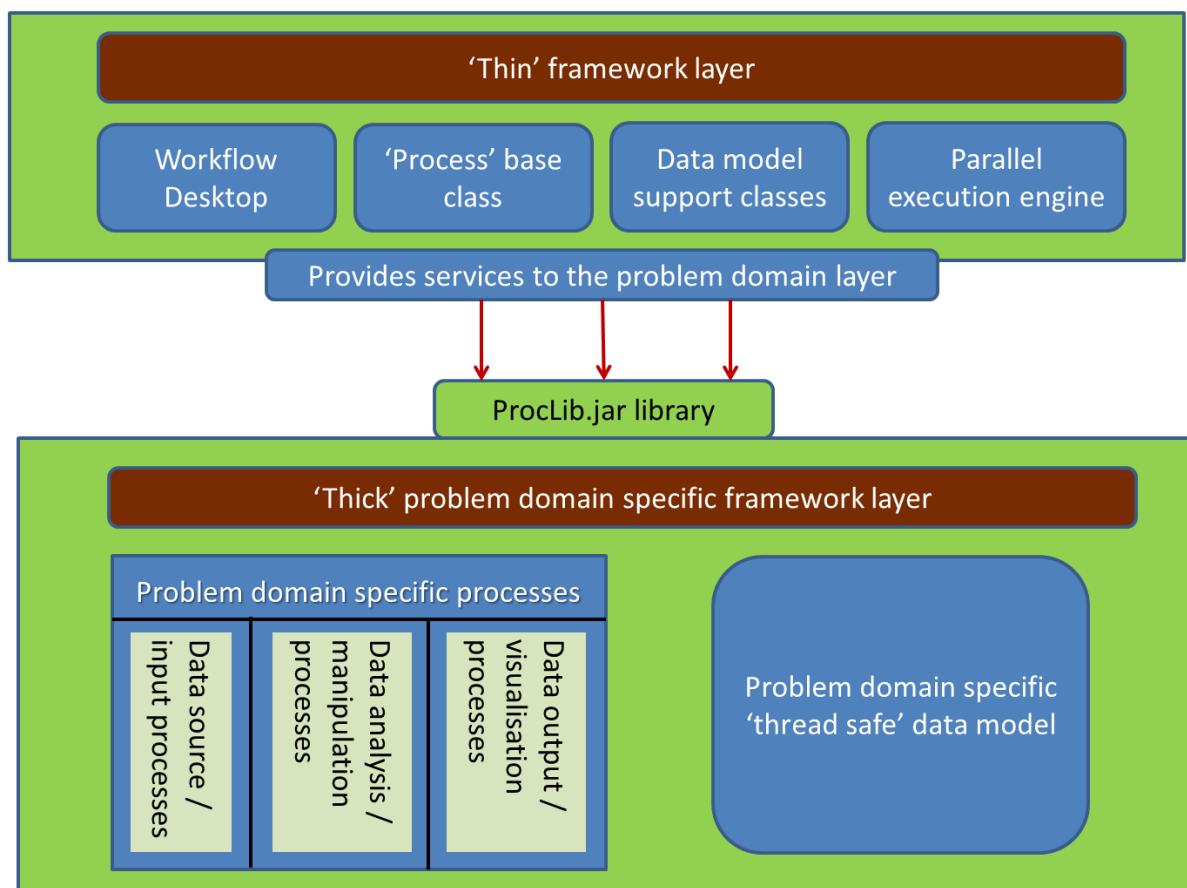 ‘Thin’ framework layer
Workflow
Desktop
‘Process’ base
class
Data model
support classes
Parallel
execution engine
Provides services to the problem domain layer
ProcLib.jar library
‘Thick’ problem domain specific framework layer
Problem domain specific processes
Data source /
input processes
Data analysis /
manipulation
processes
Data output /
visualisation
processes
Problem domain specific
‘thread safe’ data model